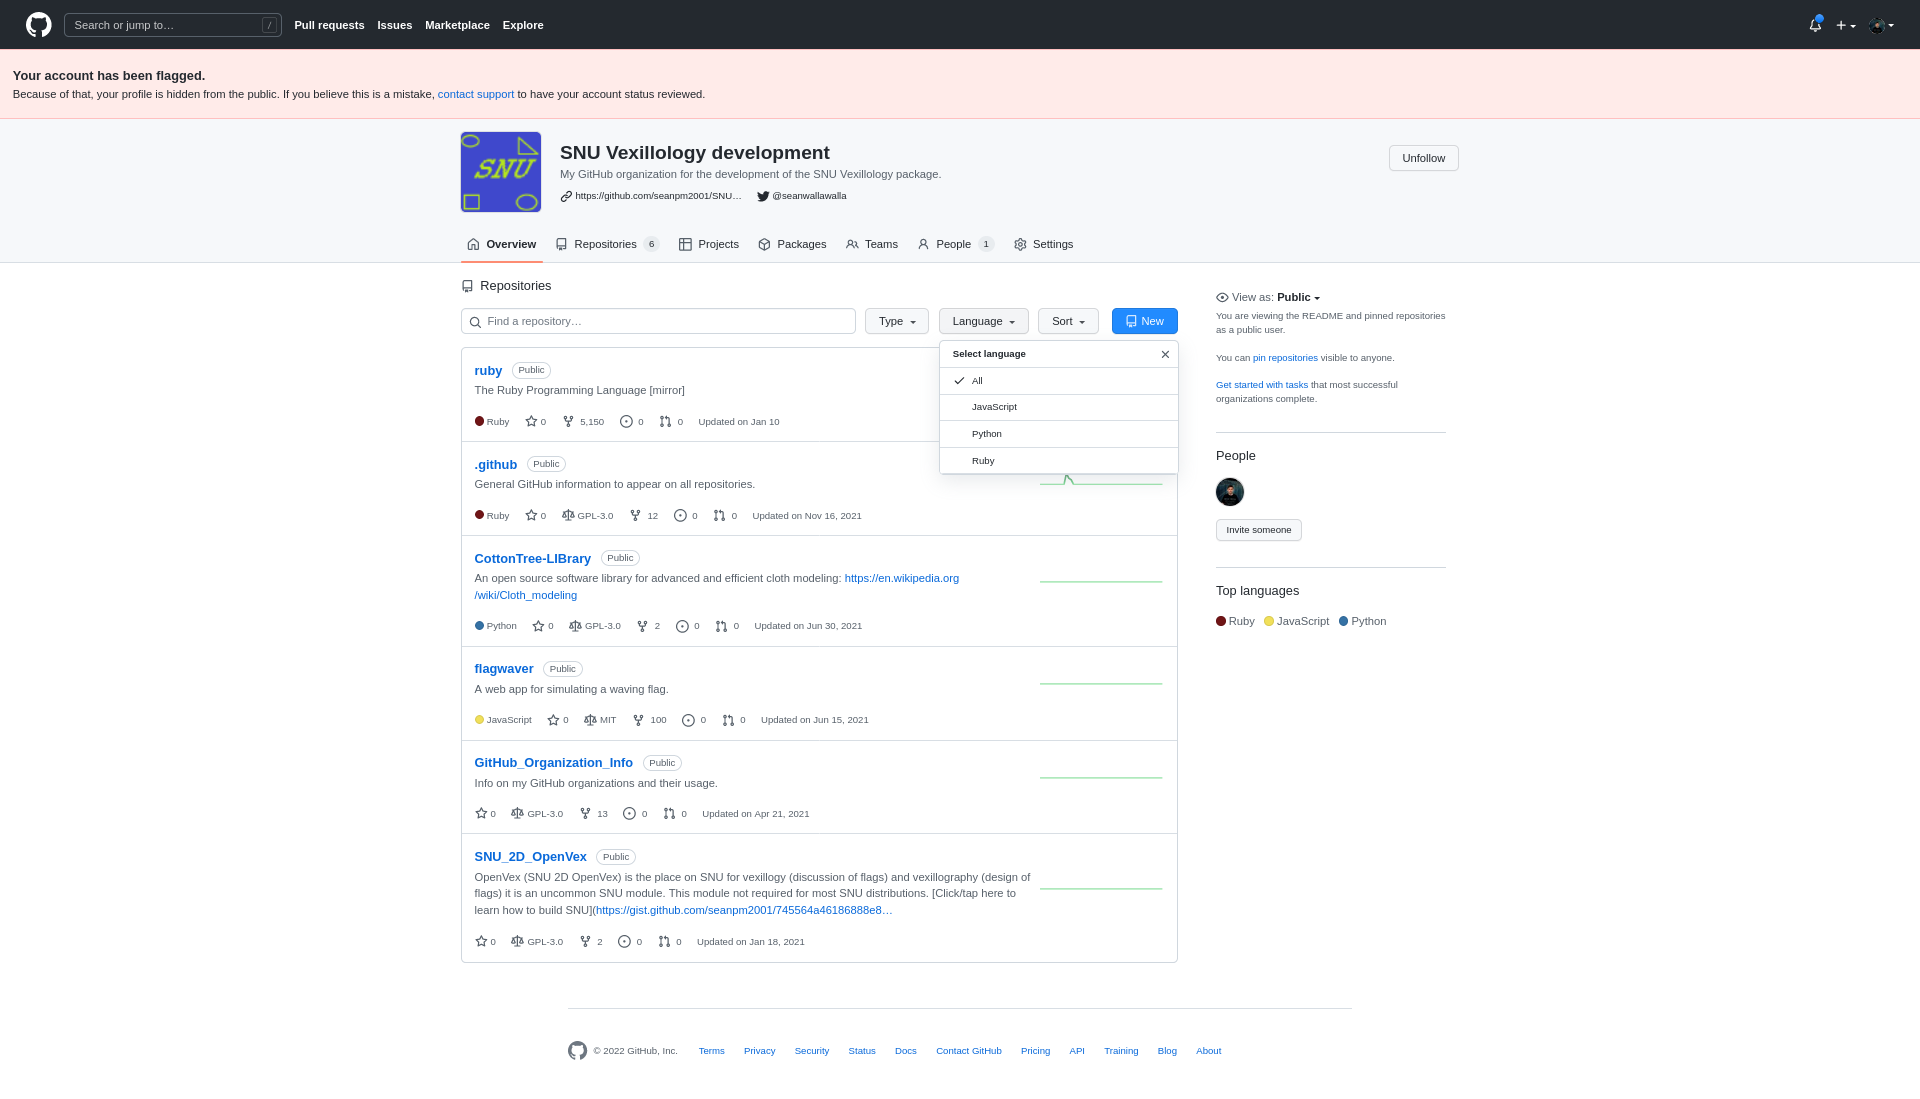 Search or jump to… /
Pull requests Issues Marketplace Explore
Your account has been flagged.
Because of that, your profile is hidden from the public. If you believe this is a mistake, contact support to have your account status reviewed.
SNU
SNU Vexillology development
My GitHub organization for the development of the SNU Vexillology package.
https://github.com/seanpm2001/SNU… @seanwallawalla
Unfollow
Overview Repositories 6 Projects Packages Teams People 1 Settings
Repositories
Find a repository…
Type Language Sort New
Select language
All
JavaScript
Python
Ruby
ruby Public
The Ruby Programming Language [mirror]
Ruby 0 5,150 0 0 Updated on Jan 10
.github Public
General GitHub information to appear on all repositories.
Ruby 0 GPL-3.0 12 0 0 Updated on Nov 16, 2021
CottonTree-LIBrary Public
An open source software library for advanced and efficient cloth modeling: https://en.wikipedia.org
/wiki/Cloth_modeling
Python 0 GPL-3.0 2 0 0 Updated on Jun 30, 2021
flagwaver Public
A web app for simulating a waving flag.
JavaScript 0 MIT 100 0 0 Updated on Jun 15, 2021
GitHub_Organization_Info Public
Info on my GitHub organizations and their usage.
0 GPL-3.0 13 0 0 Updated on Apr 21, 2021
SNU_2D_OpenVex Public
OpenVex (SNU 2D OpenVex) is the place on SNU for vexillogy (discussion of flags) and vexillography (design of
flags) it is an uncommon SNU module. This module not required for most SNU distributions. [Click/tap here to
learn how to build SNU](https://gist.github.com/seanpm2001/745564a46186888e8…
0 GPL-3.0 2 0 0 Updated on Jan 18, 2021
View as: Public
You are viewing the README and pinned repositories
as a public user.
You can pin repositories visible to anyone.
Get started with tasks that most successful
organizations complete.
People
Invite someone
Top languages
Ruby JavaScript Python
© 2022 GitHub, Inc. Terms Privacy Security Status Docs Contact GitHub Pricing API Training Blog About